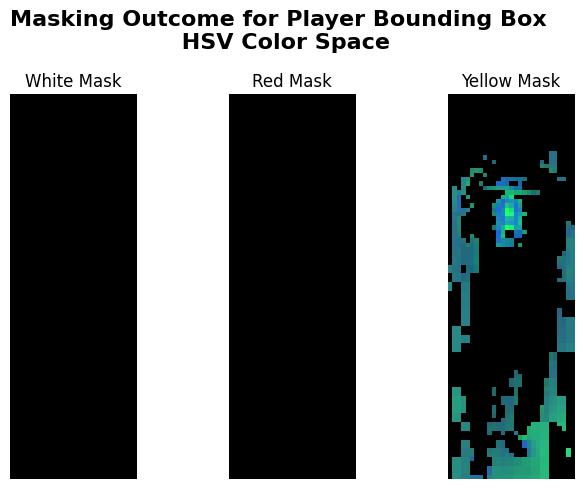 Masking Outcome for Player Bounding Box
HSV Color Space
White Mask
Red Mask
Yellow Mask